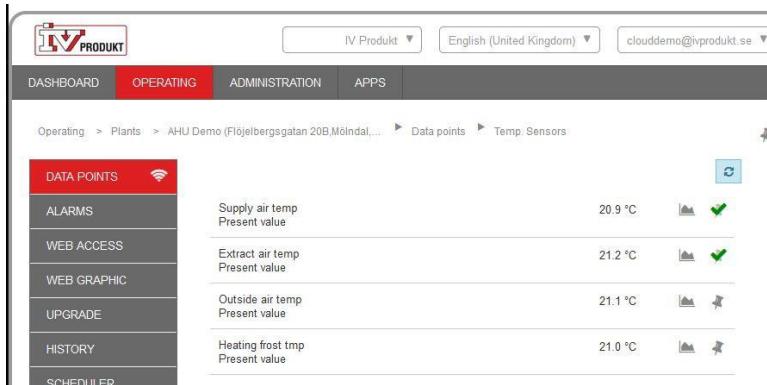 IV PRODUKT
IV Produkt
English (United Kingdom)
clouddemo@ivprodukt.se
DASHBOARD OPERATING ADMINISTRATION APPS
Operating > Plants > AHU Demo (Flöjelbergsgatan 20B,Mölndal,... Data points Temp. Sensors
DATA POINTS
ALARMS
WEB ACCESS
WEB GRAPHIC
UPGRADE
HISTORY
SCHEDULER
Supply air temp 20.9 °C
Present value
Extract air temp 21.2 °C
Present value
Outside air temp 21.1 °C
Present value
Heating frost tmp 21.0 °C
Present value